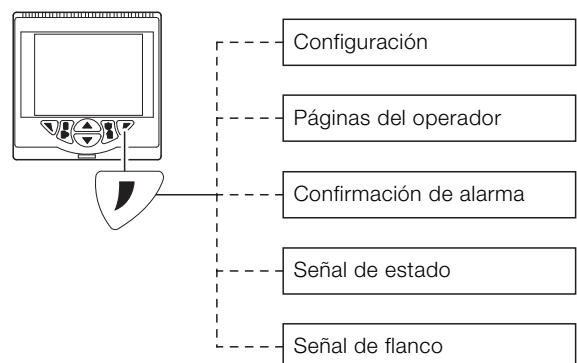 Configuración
Páginas del operador
Confirmación de alarma
Señal de estado
Señal de flanco